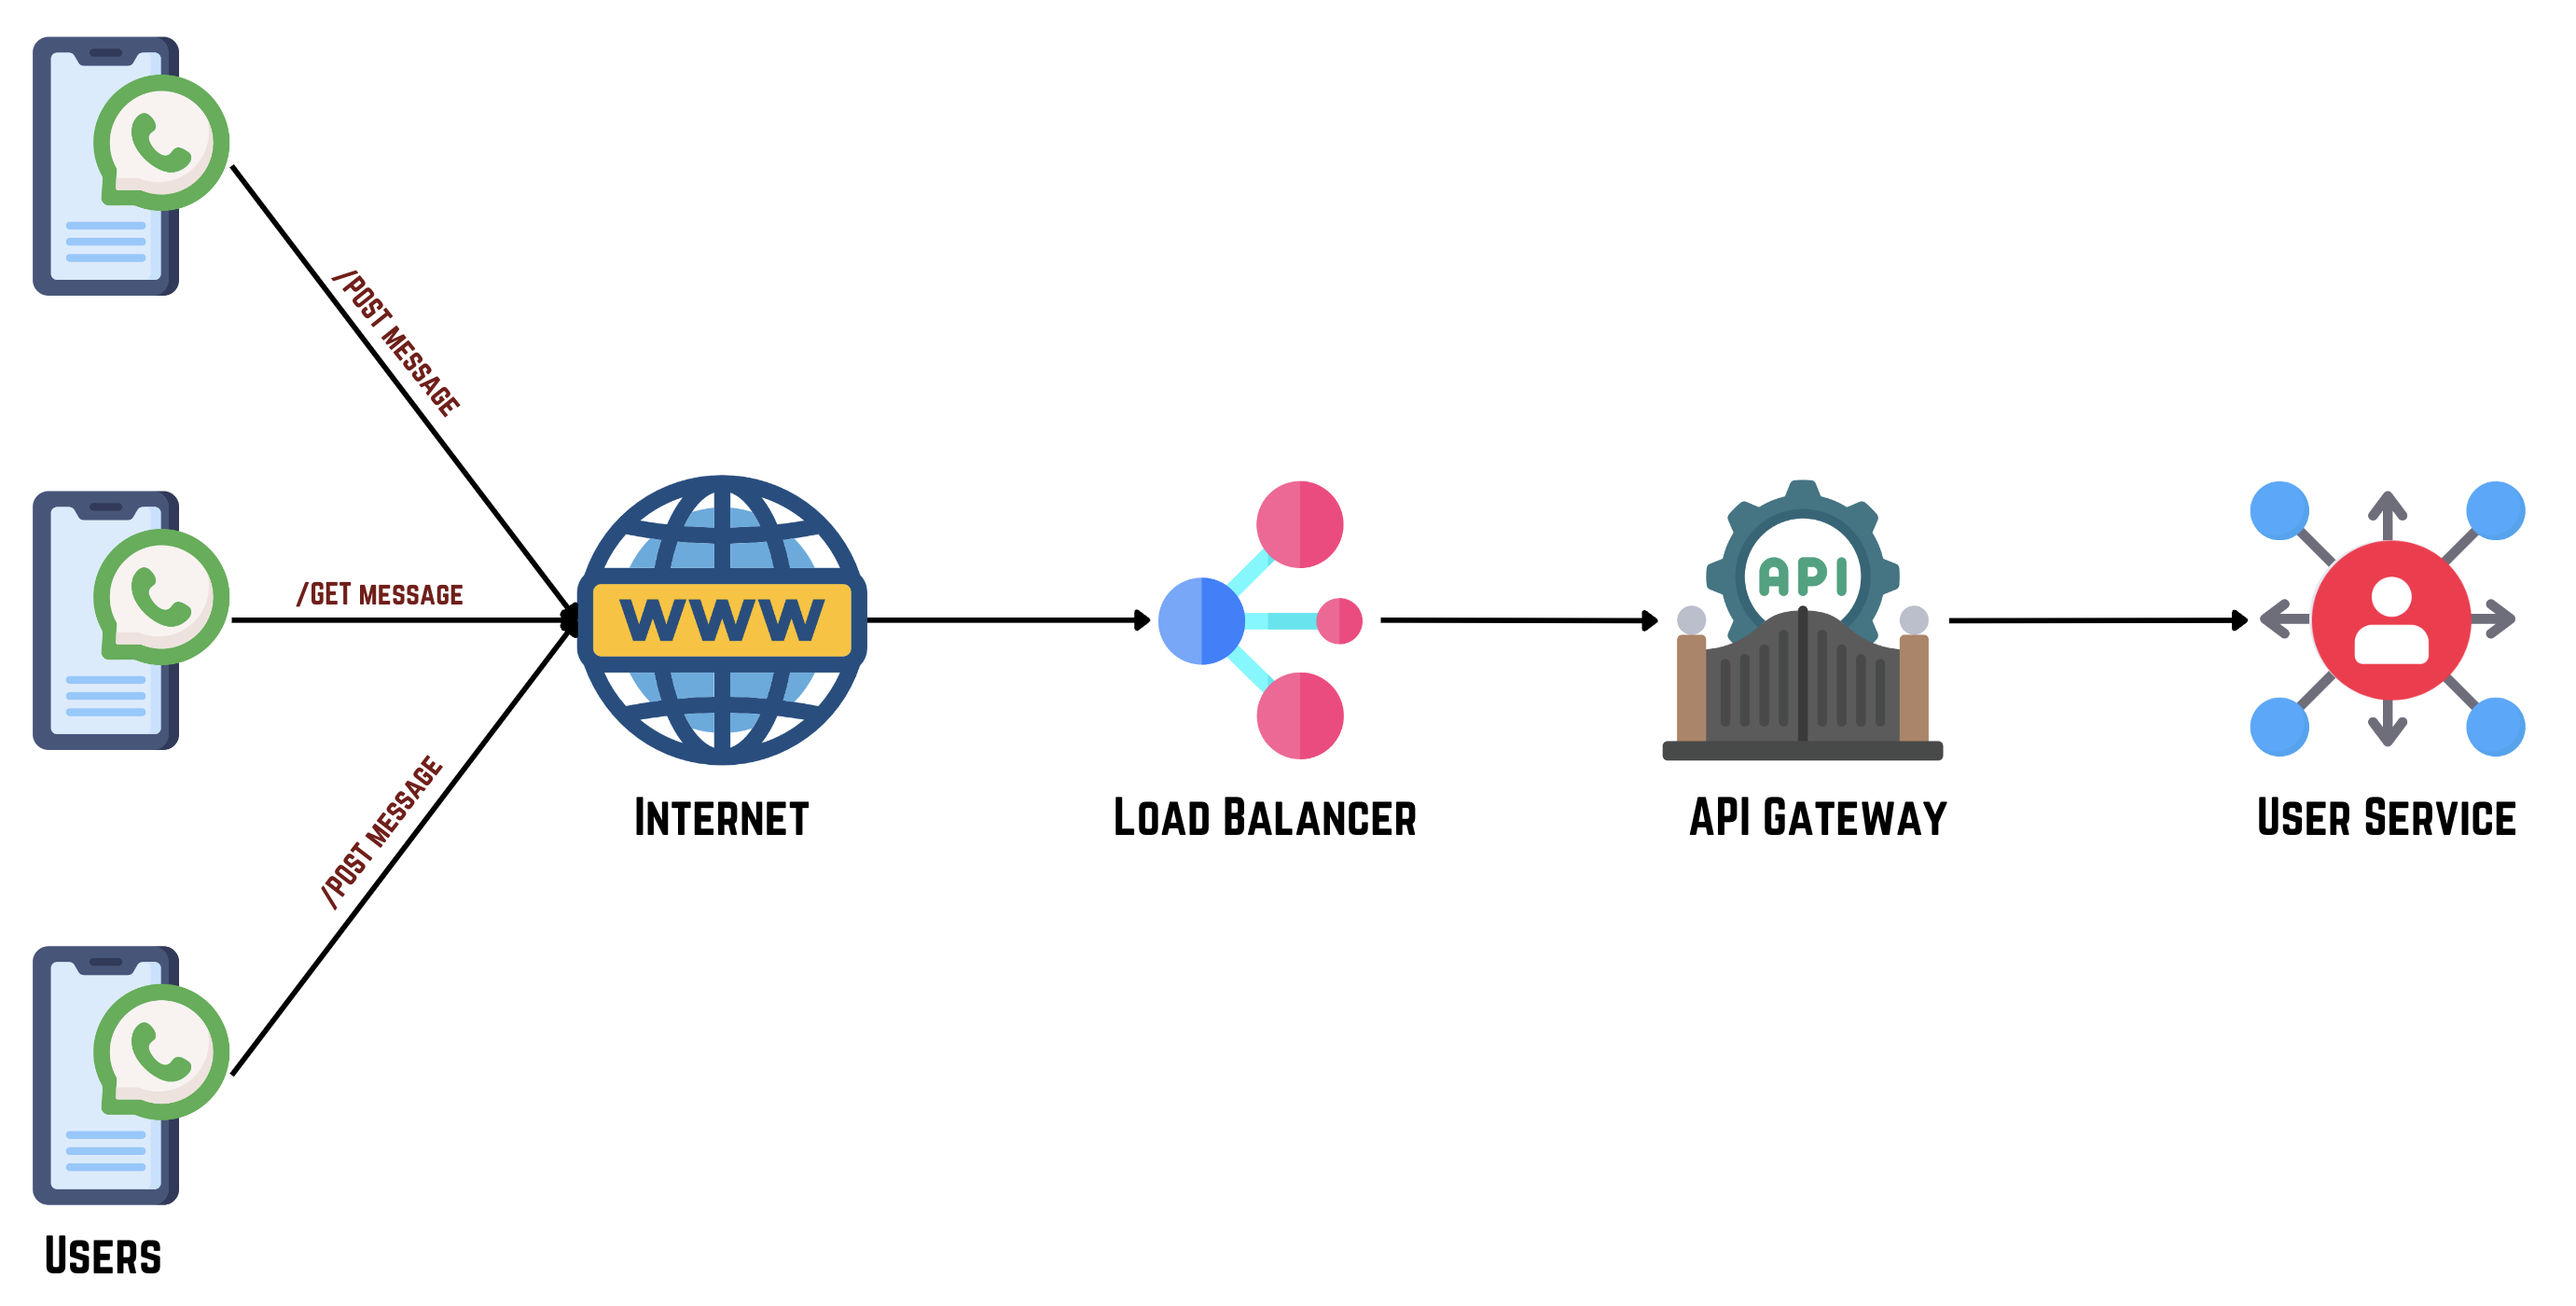 /POST MESSAGE
/GET MESSAGE
/POST MESSAGE
WWW
API
INTERNET
LOAD BALANCER
API GATEWAY
USER SERVICE
USERS